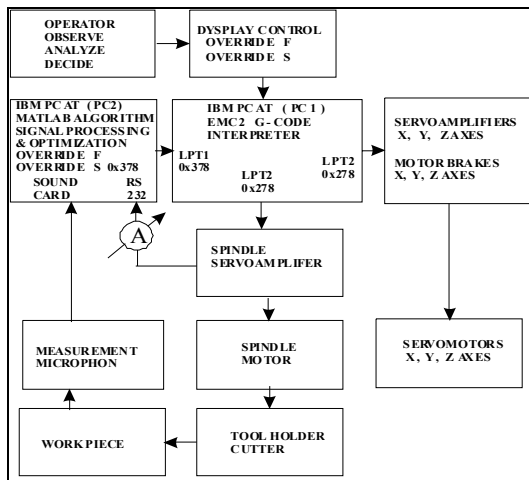 OPERATOR
OBSERVE
ANALYZE
DECIDE
DYSPLAY CONTROL
OVERRIDE F
OVERRIDE S
IBM PC AT (PC2)
MATLAB ALGORITHM
SIGNAL PROCESSING
& OPTIMIZATION
OVERRIDE F
OVERRIDE S 0x378
SOUND RS
CARD 232
IBM PC AT (PC 1)
EMC2 G-CODE
INTERPRETER
LPT1
0x378
LPT2
0x278
LPT2
0x278
SERVOAMPLIFIERS
X, Y, Z AXES
MOTOR BRAKES
X, Y, Z AXES
A
SPINDLE
SERVOAMPLIFER
MEASUREMENT
MICROPHON
SPINDLE
MOTOR
SERVOMOTORS
X, Y, Z AXES
WORKPIECE
TOOL HOLDER
CUTTER